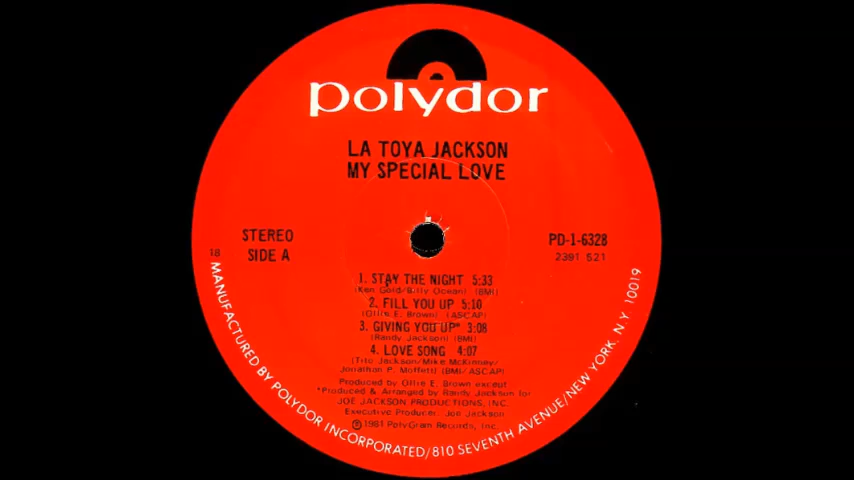 polydor
LA TOYA JACKSON
MY SPECIAL LOVE
STEREO
SIDE A
PD-1-6328
2391 521
18
1. STAY THE NIGHT 5:33
(Ken Gold/Billy Ocean) (BMI)
2. FILL YOU UP 5:10
(Ollie E. Brown) (ASCAP)
3. GIVING YOU UP* 3:08
(Randy Jackson) (BMI)
4. LOVE SONG 4:07
(Tito Jackson/Mike McKinney/
Jonathan P. Moffett) (BMI/ASCAP)
Produced by Ollie E. Brown except
*Produced & Arranged by Randy Jackson for
JOE JACKSON PRODUCTIONS, INC.
Executive Producer: Joe Jackson
Ⓟ 1981 PolyGram Records, Inc.
MANUFACTURED BY POLYDOR INCORPORATED/810 SEVENTH AVENUE/NEW YORK, N.Y. 10019